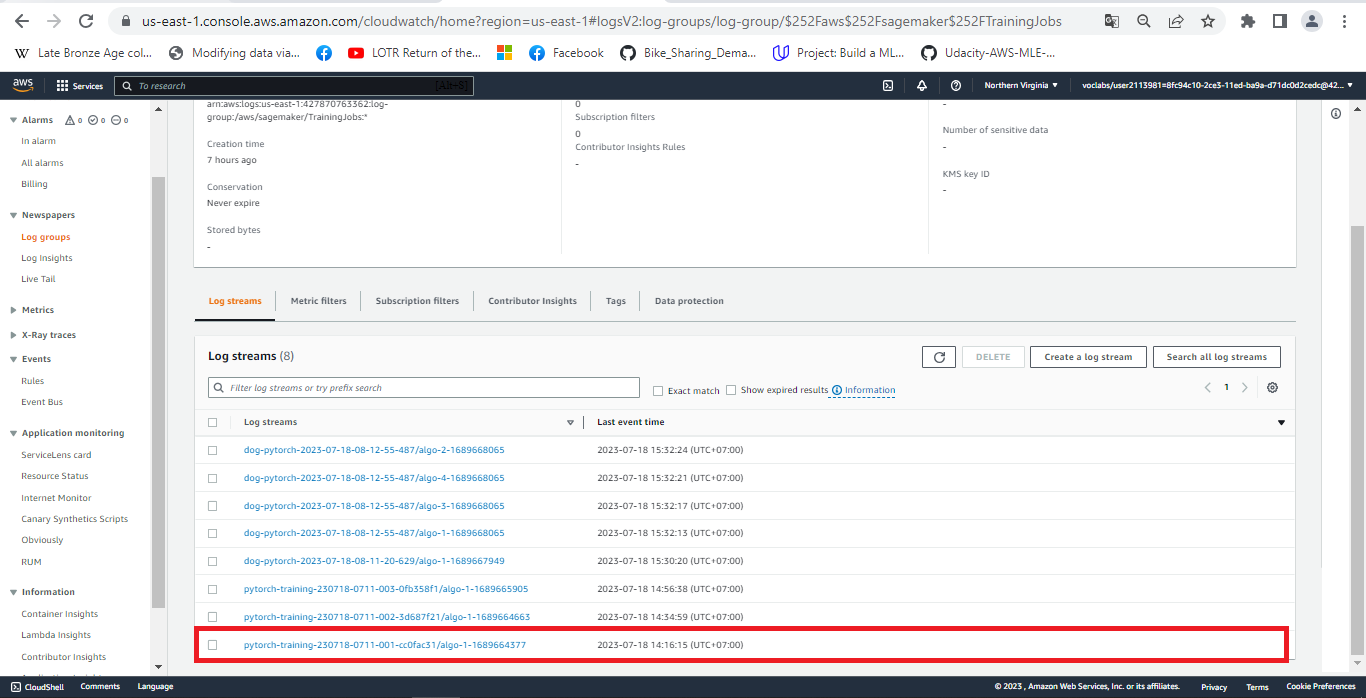 us-east-1.console.aws.amazon.com/cloudwatch/home?region=us-east-1#logsV2:log-groups/log-group/$252Faws$252Fsagemaker$252FTrainingJobs
W Late Bronze Age col... Modifying data via... LOTR Return of the... Facebook Bike_Sharing_Dema... Project: Build a ML... Udacity-AWS-MLE-...
aws Services To research [Alt+S] Northern Virginia voclabs/user2113981=8fc94c10-2ce3-11ed-ba9a-d71dc0d2cedc@42...
Alarms 0 0 0
In alarm
All alarms
Billing
Newspapers
Log groups
Log Insights
Live Tail
Metrics
X-Ray traces
Events
Rules
Event Bus
Application monitoring
ServiceLens card
Resource Status
Internet Monitor
Canary Synthetics Scripts
Obviously
RUM
Information
Container Insights
Lambda Insights
Contributor Insights
arn:aws:logs:us-east-1:427870763362:log-
group:/aws/sagemaker/TrainingJobs:*
Creation time
7 hours ago
Conservation
Never expire
Stored bytes
-
0
Subscription filters
0
Contributor Insights Rules
-
-
Number of sensitive data
-
KMS key ID
-
Log streams Metric filters Subscription filters Contributor Insights Tags Data protection
Log streams (8) DELETE Create a log stream Search all log streams
Filter log streams or try prefix search Exact match Show expired results Information 1
Log streams Last event time
dog-pytorch-2023-07-18-08-12-55-487/algo-2-1689668065 2023-07-18 15:32:24 (UTC+07:00)
dog-pytorch-2023-07-18-08-12-55-487/algo-4-1689668065 2023-07-18 15:32:21 (UTC+07:00)
dog-pytorch-2023-07-18-08-12-55-487/algo-3-1689668065 2023-07-18 15:32:17 (UTC+07:00)
dog-pytorch-2023-07-18-08-12-55-487/algo-1-1689668065 2023-07-18 15:32:13 (UTC+07:00)
dog-pytorch-2023-07-18-08-11-20-629/algo-1-1689667949 2023-07-18 15:30:20 (UTC+07:00)
pytorch-training-230718-0711-003-0fb358f1/algo-1-1689665905 2023-07-18 14:56:38 (UTC+07:00)
pytorch-training-230718-0711-002-3d687f21/algo-1-1689664663 2023-07-18 14:34:59 (UTC+07:00)
pytorch-training-230718-0711-001-cc0fac31/algo-1-1689664377 2023-07-18 14:16:15 (UTC+07:00)
CloudShell Comments Language © 2023 , Amazon Web Services, Inc. or its affiliates. Privacy Terms Cookie Preferences